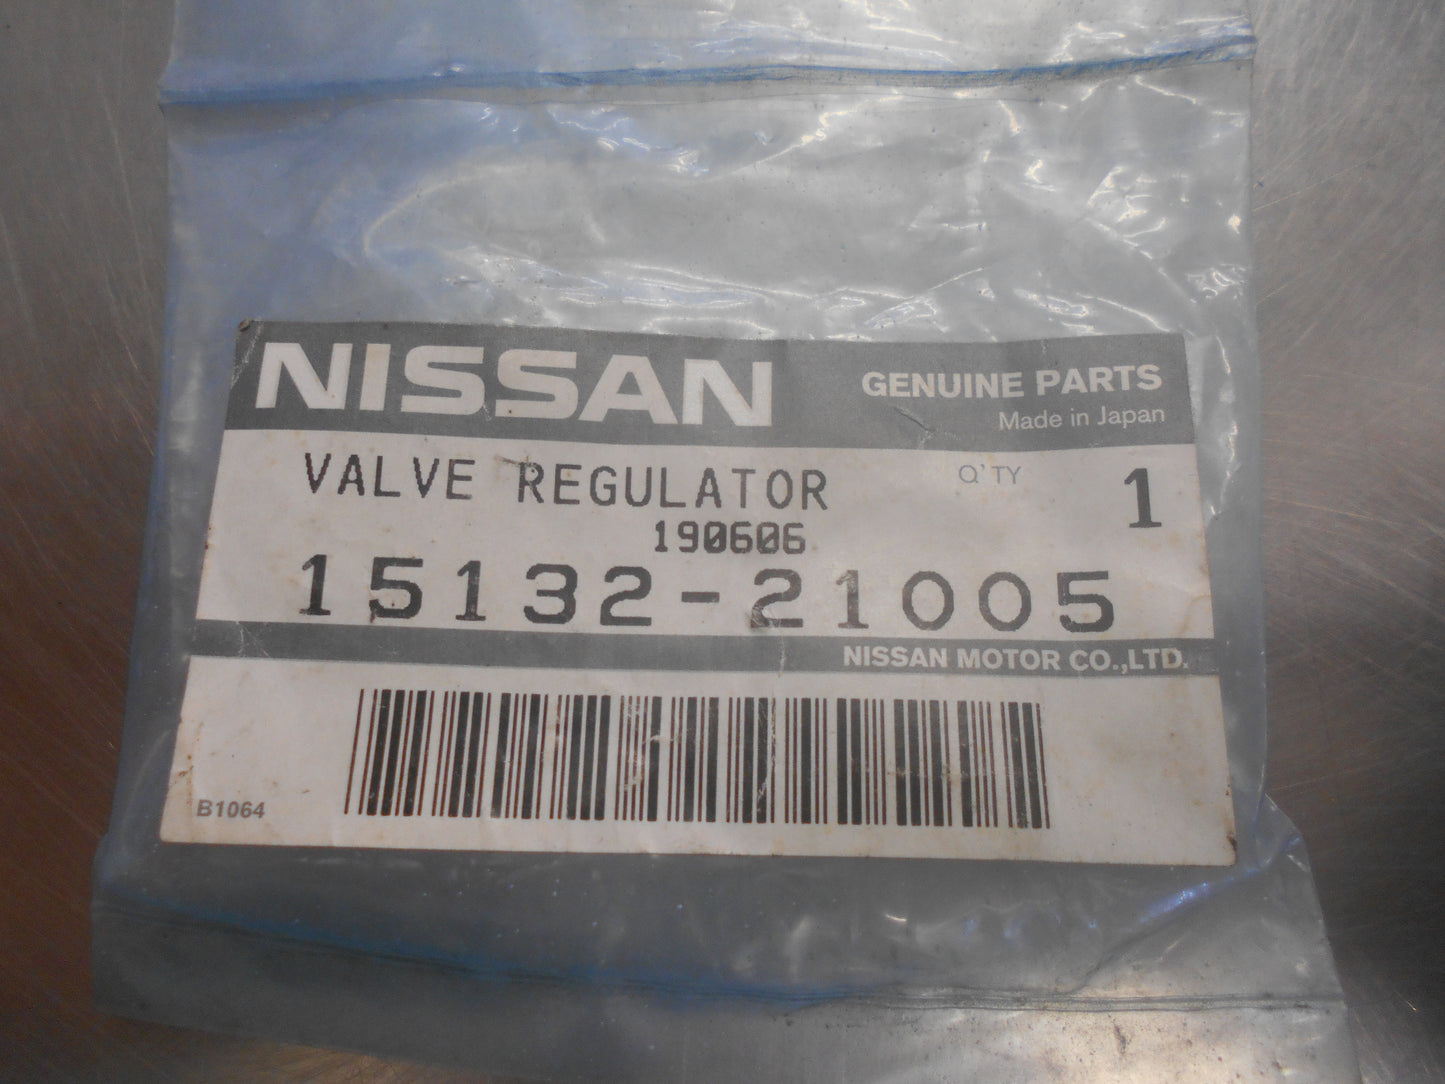 NISSAN
GENUINE PARTS
Made in Japan
VALVE REGULATOR
Q'TY 1
190606
15132-21005
NISSAN MOTOR CO.,LTD.
B1064